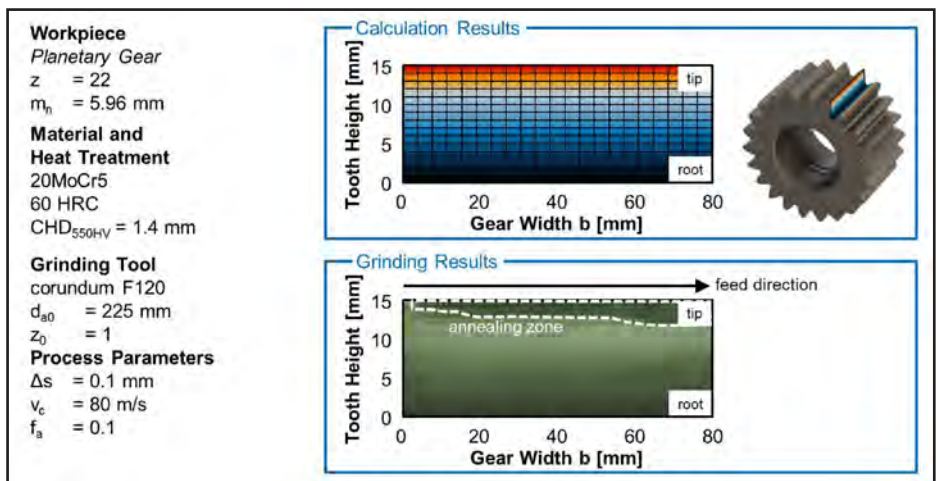 Workpiece
Planetary Gear
z = 22
mₙ = 5.96 mm
Material and
Heat Treatment
20MoCr5
60 HRC
CHD₅₅₀HV = 1.4 mm
Grinding Tool
corundum F120
dₐ₀ = 225 mm
z₀ = 1
Process Parameters
Δs = 0.1 mm
v꜀ = 80 m/s
fₐ = 0.1
Calculation Results
Tooth Height [mm]
15
10
5
0
tip
root
0 20 40 60 80
Gear Width b [mm]
Grinding Results
feed direction
Tooth Height [mm]
15
10
5
0
tip
annealing zone
root
0 20 40 60 80
Gear Width b [mm]